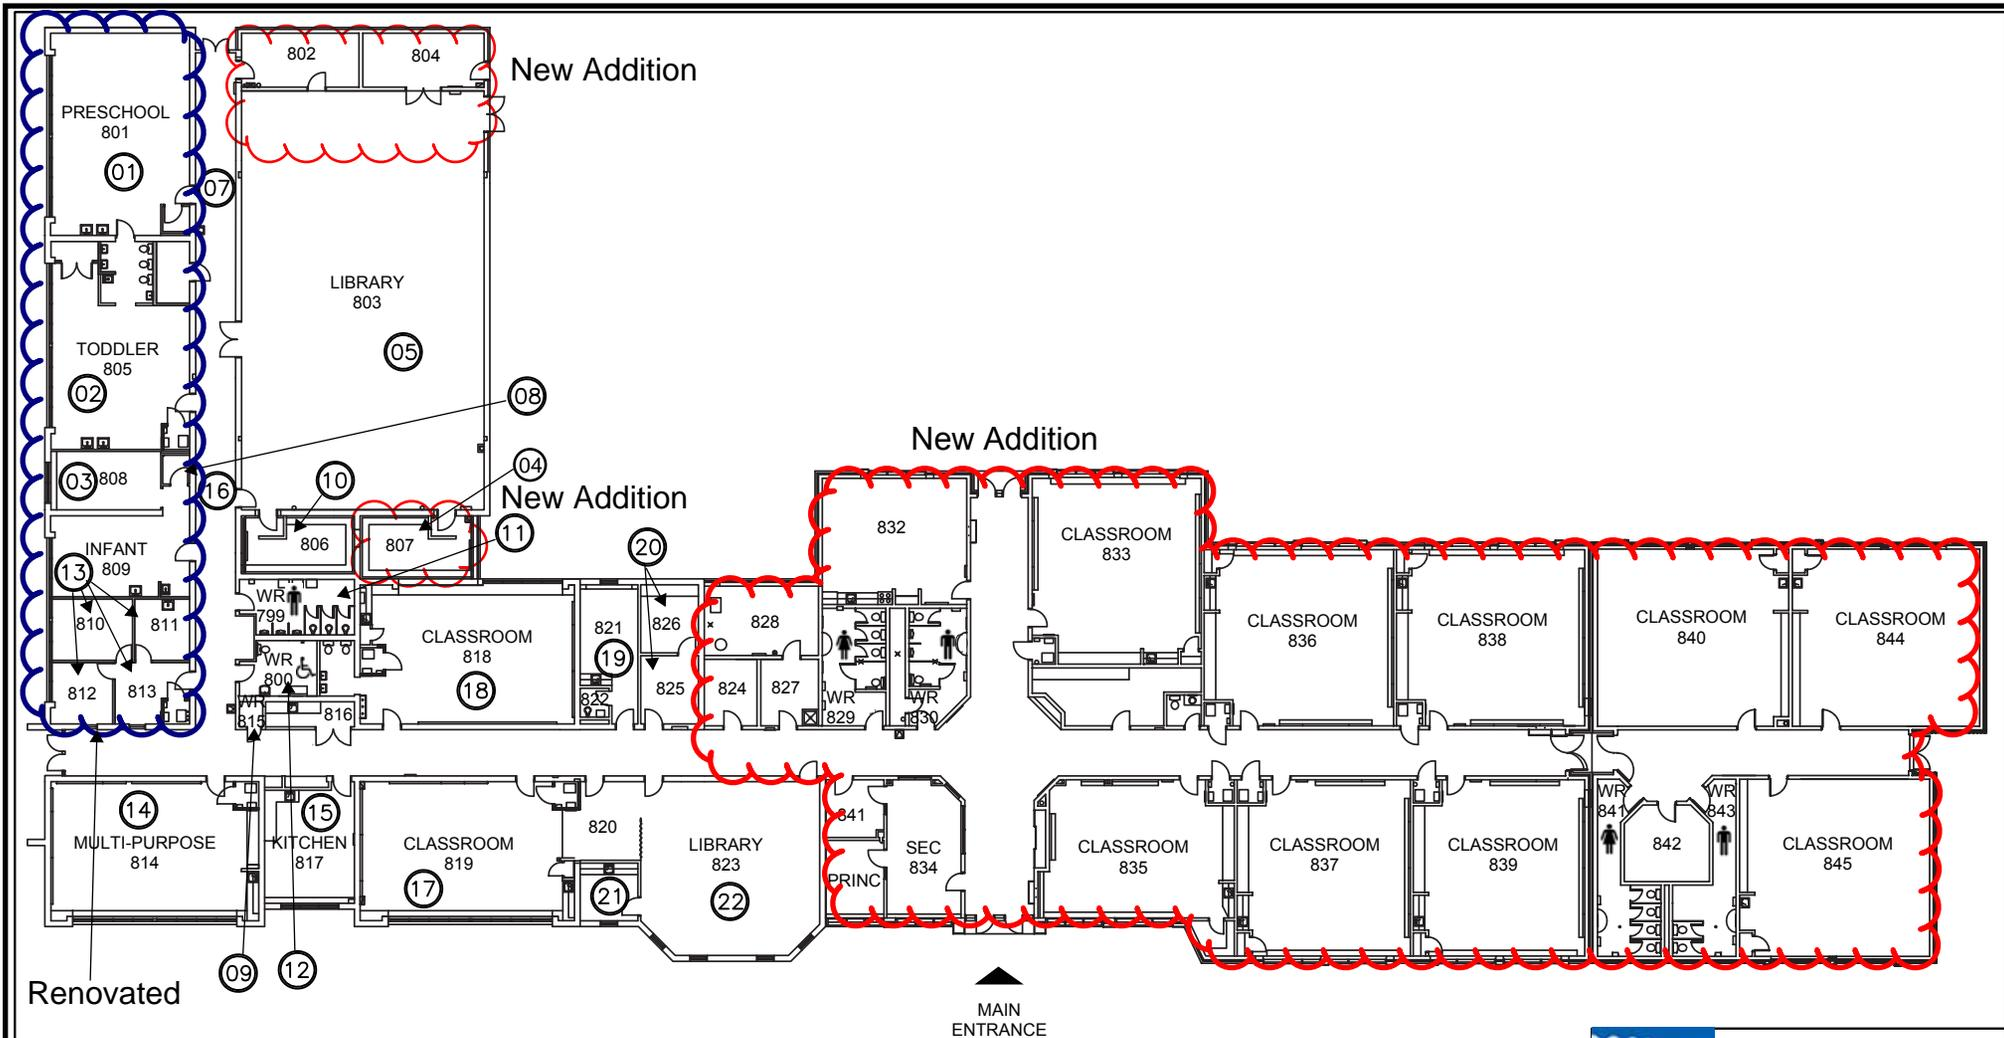 802
804
New Addition
PRESCHOOL
801
01
07
LIBRARY
803
05
TODDLER
805
02
08
New Addition
03
808
16
10
04
New Addition
806
807
11
20
832
CLASSROOM
833
INFANT
809
13
810
811
WR
799
WR
800
812
813
WR
815
816
CLASSROOM
818
18
821
19
822
826
825
828
824
827
WR
829
WR
830
CLASSROOM
836
CLASSROOM
838
CLASSROOM
840
CLASSROOM
844
14
MULTI-PURPOSE
814
15
KITCHEN
817
CLASSROOM
819
17
820
21
LIBRARY
823
22
841
PRINC
SEC
834
CLASSROOM
835
CLASSROOM
837
CLASSROOM
839
WR
841
842
WR
843
CLASSROOM
845
Renovated
09
12
MAIN
ENTRANCE